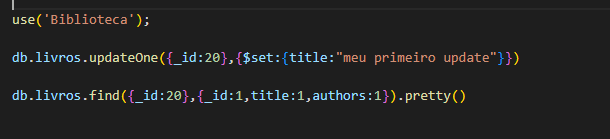 use('Biblioteca');
db.livros.updateOne({_id:20},{$set:{title:"meu primeiro update"}})
db.livros.find({_id:20},{_id:1,title:1,authors:1}).pretty()